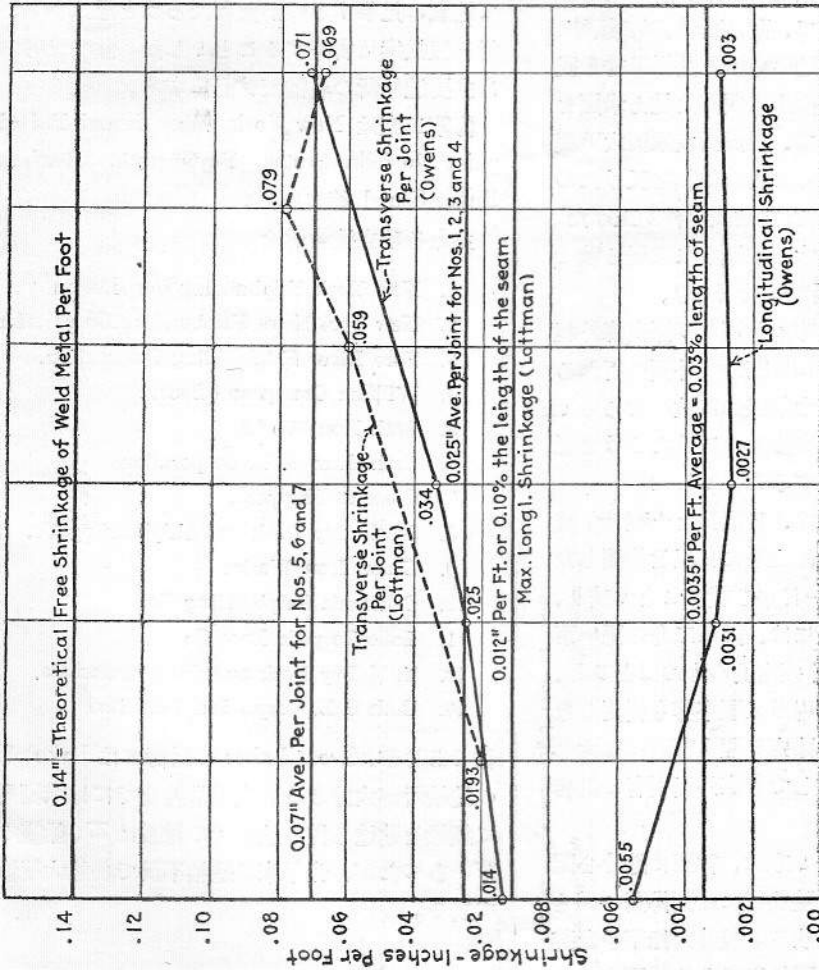 Shrinkage - Inches Per Foot
.14
.12
.10
.08
.06
.04
.02
.008
.006
.004
.002
.00
0.14" = Theoretical Free Shrinkage of Weld Metal Per Foot
0.07" Ave. Per Joint for Nos. 5, 6 and 7
Transverse Shrinkage
Per Joint
(Lottman)
.079
.071
.069
.059
Transverse Shrinkage
Per Joint
(Owens)
0.025" Ave. Per Joint for Nos. 1, 2, 3 and 4
.034
.025
.0193
.014
0.012" Per Ft. or 0.10% the length of the seam
Max. Longl. Shrinkage (Lottman)
0.0035" Per Ft. Average = 0.03% length of seam
.0055
.0031
.0027
.003
Longitudinal Shrinkage
(Owens)